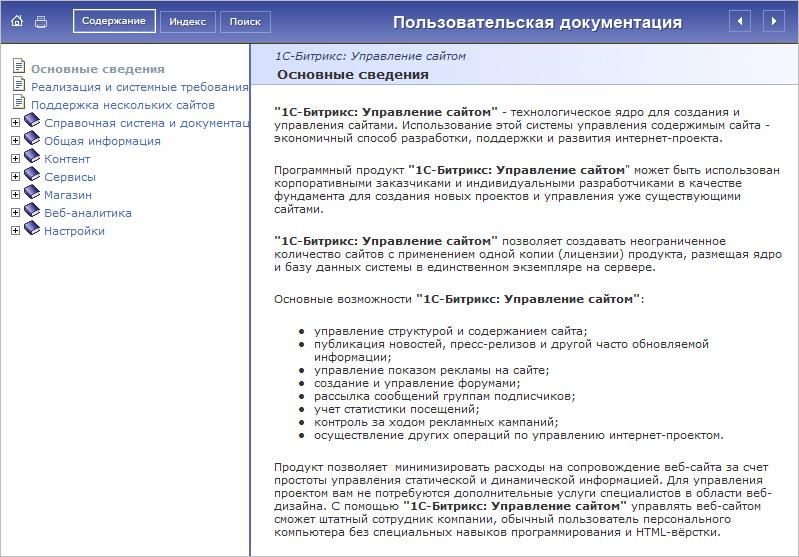 Содержание Индекс Поиск Пользовательская документация
Основные сведения
Реализация и системные требования
Поддержка нескольких сайтов
Справочная система и документац
Общая информация
Контент
Сервисы
Магазин
Веб-аналитика
Настройки
1С-Битрикс: Управление сайтом
Основные сведения
"1С-Битрикс: Управление сайтом" - технологическое ядро для создания и
управления сайтами. Использование этой системы управления содержимым сайта -
экономичный способ разработки, поддержки и развития интернет-проекта.
Программный продукт "1С-Битрикс: Управление сайтом" может быть использован
корпоративными заказчиками и индивидуальными разработчиками в качестве
фундамента для создания новых проектов и управления уже существующими
сайтами.
"1С-Битрикс: Управление сайтом" позволяет создавать неограниченное
количество сайтов с применением одной копии (лицензии) продукта, размещая ядро
и базу данных системы в единственном экземпляре на сервере.
Основные возможности "1С-Битрикс: Управление сайтом":
• управление структурой и содержанием сайта;
• публикация новостей, пресс-релизов и другой часто обновляемой
информации;
• управление показом рекламы на сайте;
• создание и управление форумами;
• рассылка сообщений группам подписчиков;
• учет статистики посещений;
• контроль за ходом рекламных кампаний;
• осуществление других операций по управлению интернет-проектом.
Продукт позволяет минимизировать расходы на сопровождение веб-сайта за счет
простоты управления статической и динамической информацией. Для управления
проектом вам не потребуются дополнительные услуги специалистов в области веб-
дизайна. С помощью "1С-Битрикс: Управление сайтом" управлять веб-сайтом
сможет штатный сотрудник компании, обычный пользователь персонального
компьютера без специальных навыков программирования и HTML-вёрстки.